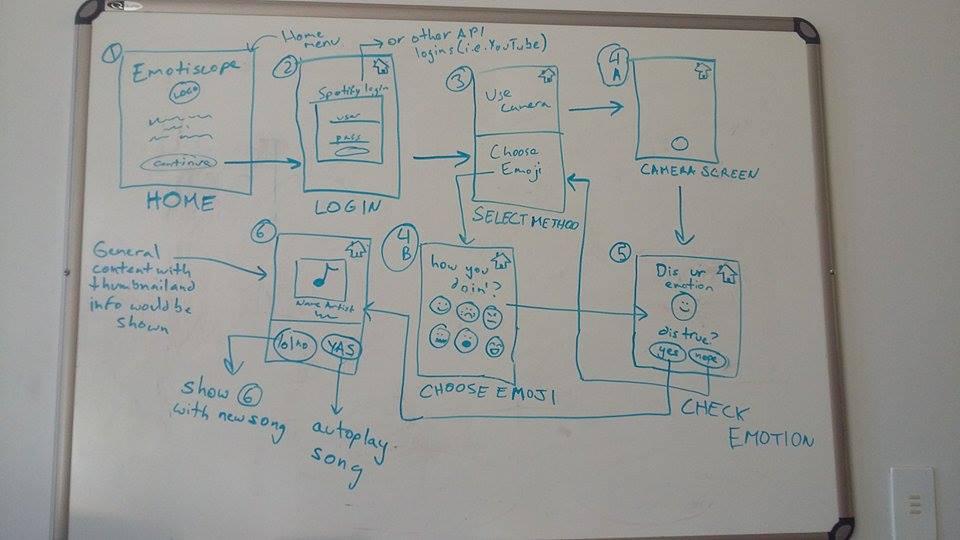 1
Home
menu
Emotiscope
LOGO
continue
HOME
2
or other API
logins (i.e. YouTube)
Spotify login
user
pass
LOGIN
3
Use
Camera
Choose
Emoji
SELECT METHOD
4
A
CAMERA SCREEN
General
content with
thumbnail and
info would be
shown
6
Name Artist
lolno
YAS
show 6
with new song
autoplay
song
4
B
how you
doin'?
CHOOSE EMOJI
5
Dis ur
emotion
dis true?
yes
nope
CHECK
EMOTION